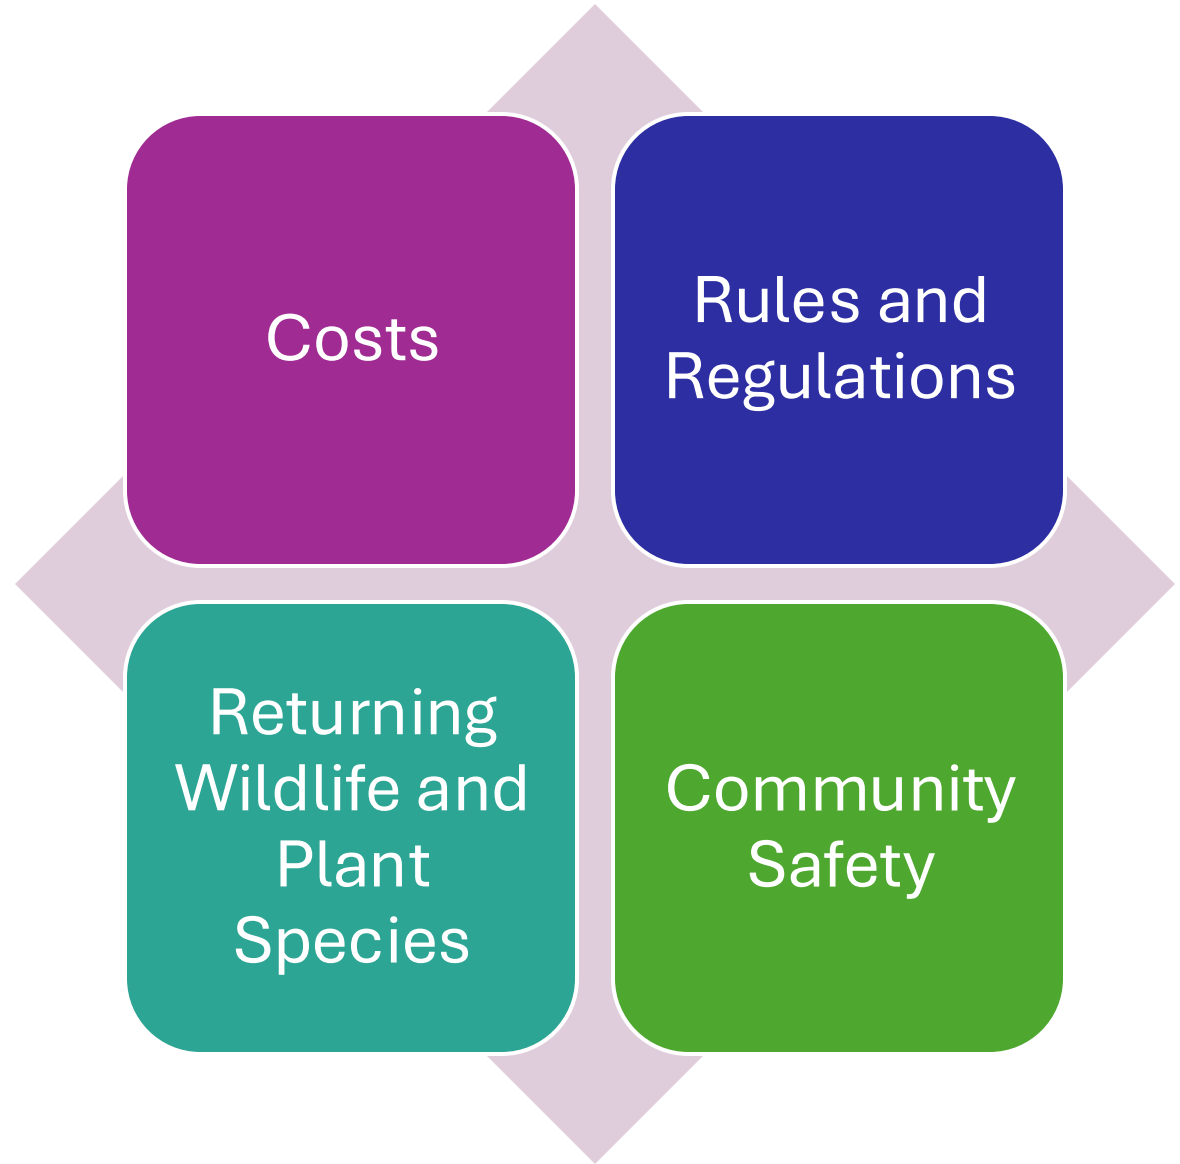 Costs
Rules and
Regulations
Returning
Wildlife and
Plant
Species
Community
Safety